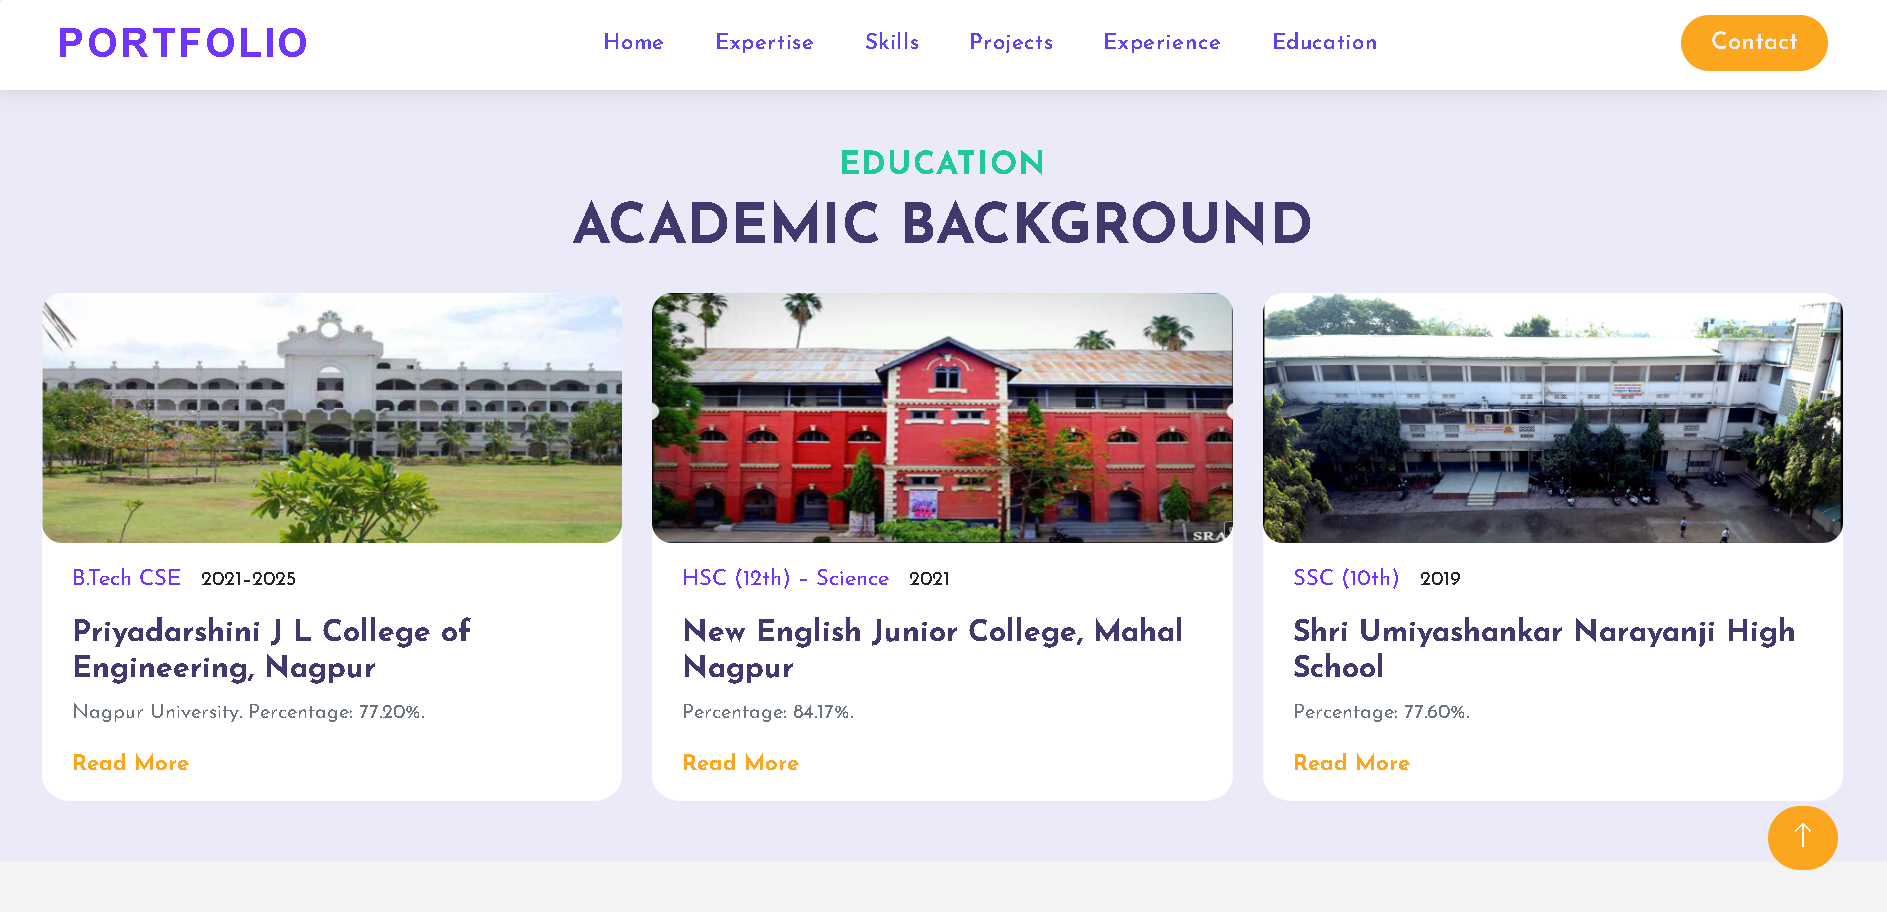 PORTFOLIO
Home Expertise Skills Projects Experience Education
Contact
EDUCATION
ACADEMIC BACKGROUND
SRA
B.Tech CSE 2021–2025
Priyadarshini J L College of
Engineering, Nagpur
Nagpur University. Percentage: 77.20%.
Read More
HSC (12th) – Science 2021
New English Junior College, Mahal
Nagpur
Percentage: 84.17%.
Read More
SSC (10th) 2019
Shri Umiyashankar Narayanji High
School
Percentage: 77.60%.
Read More